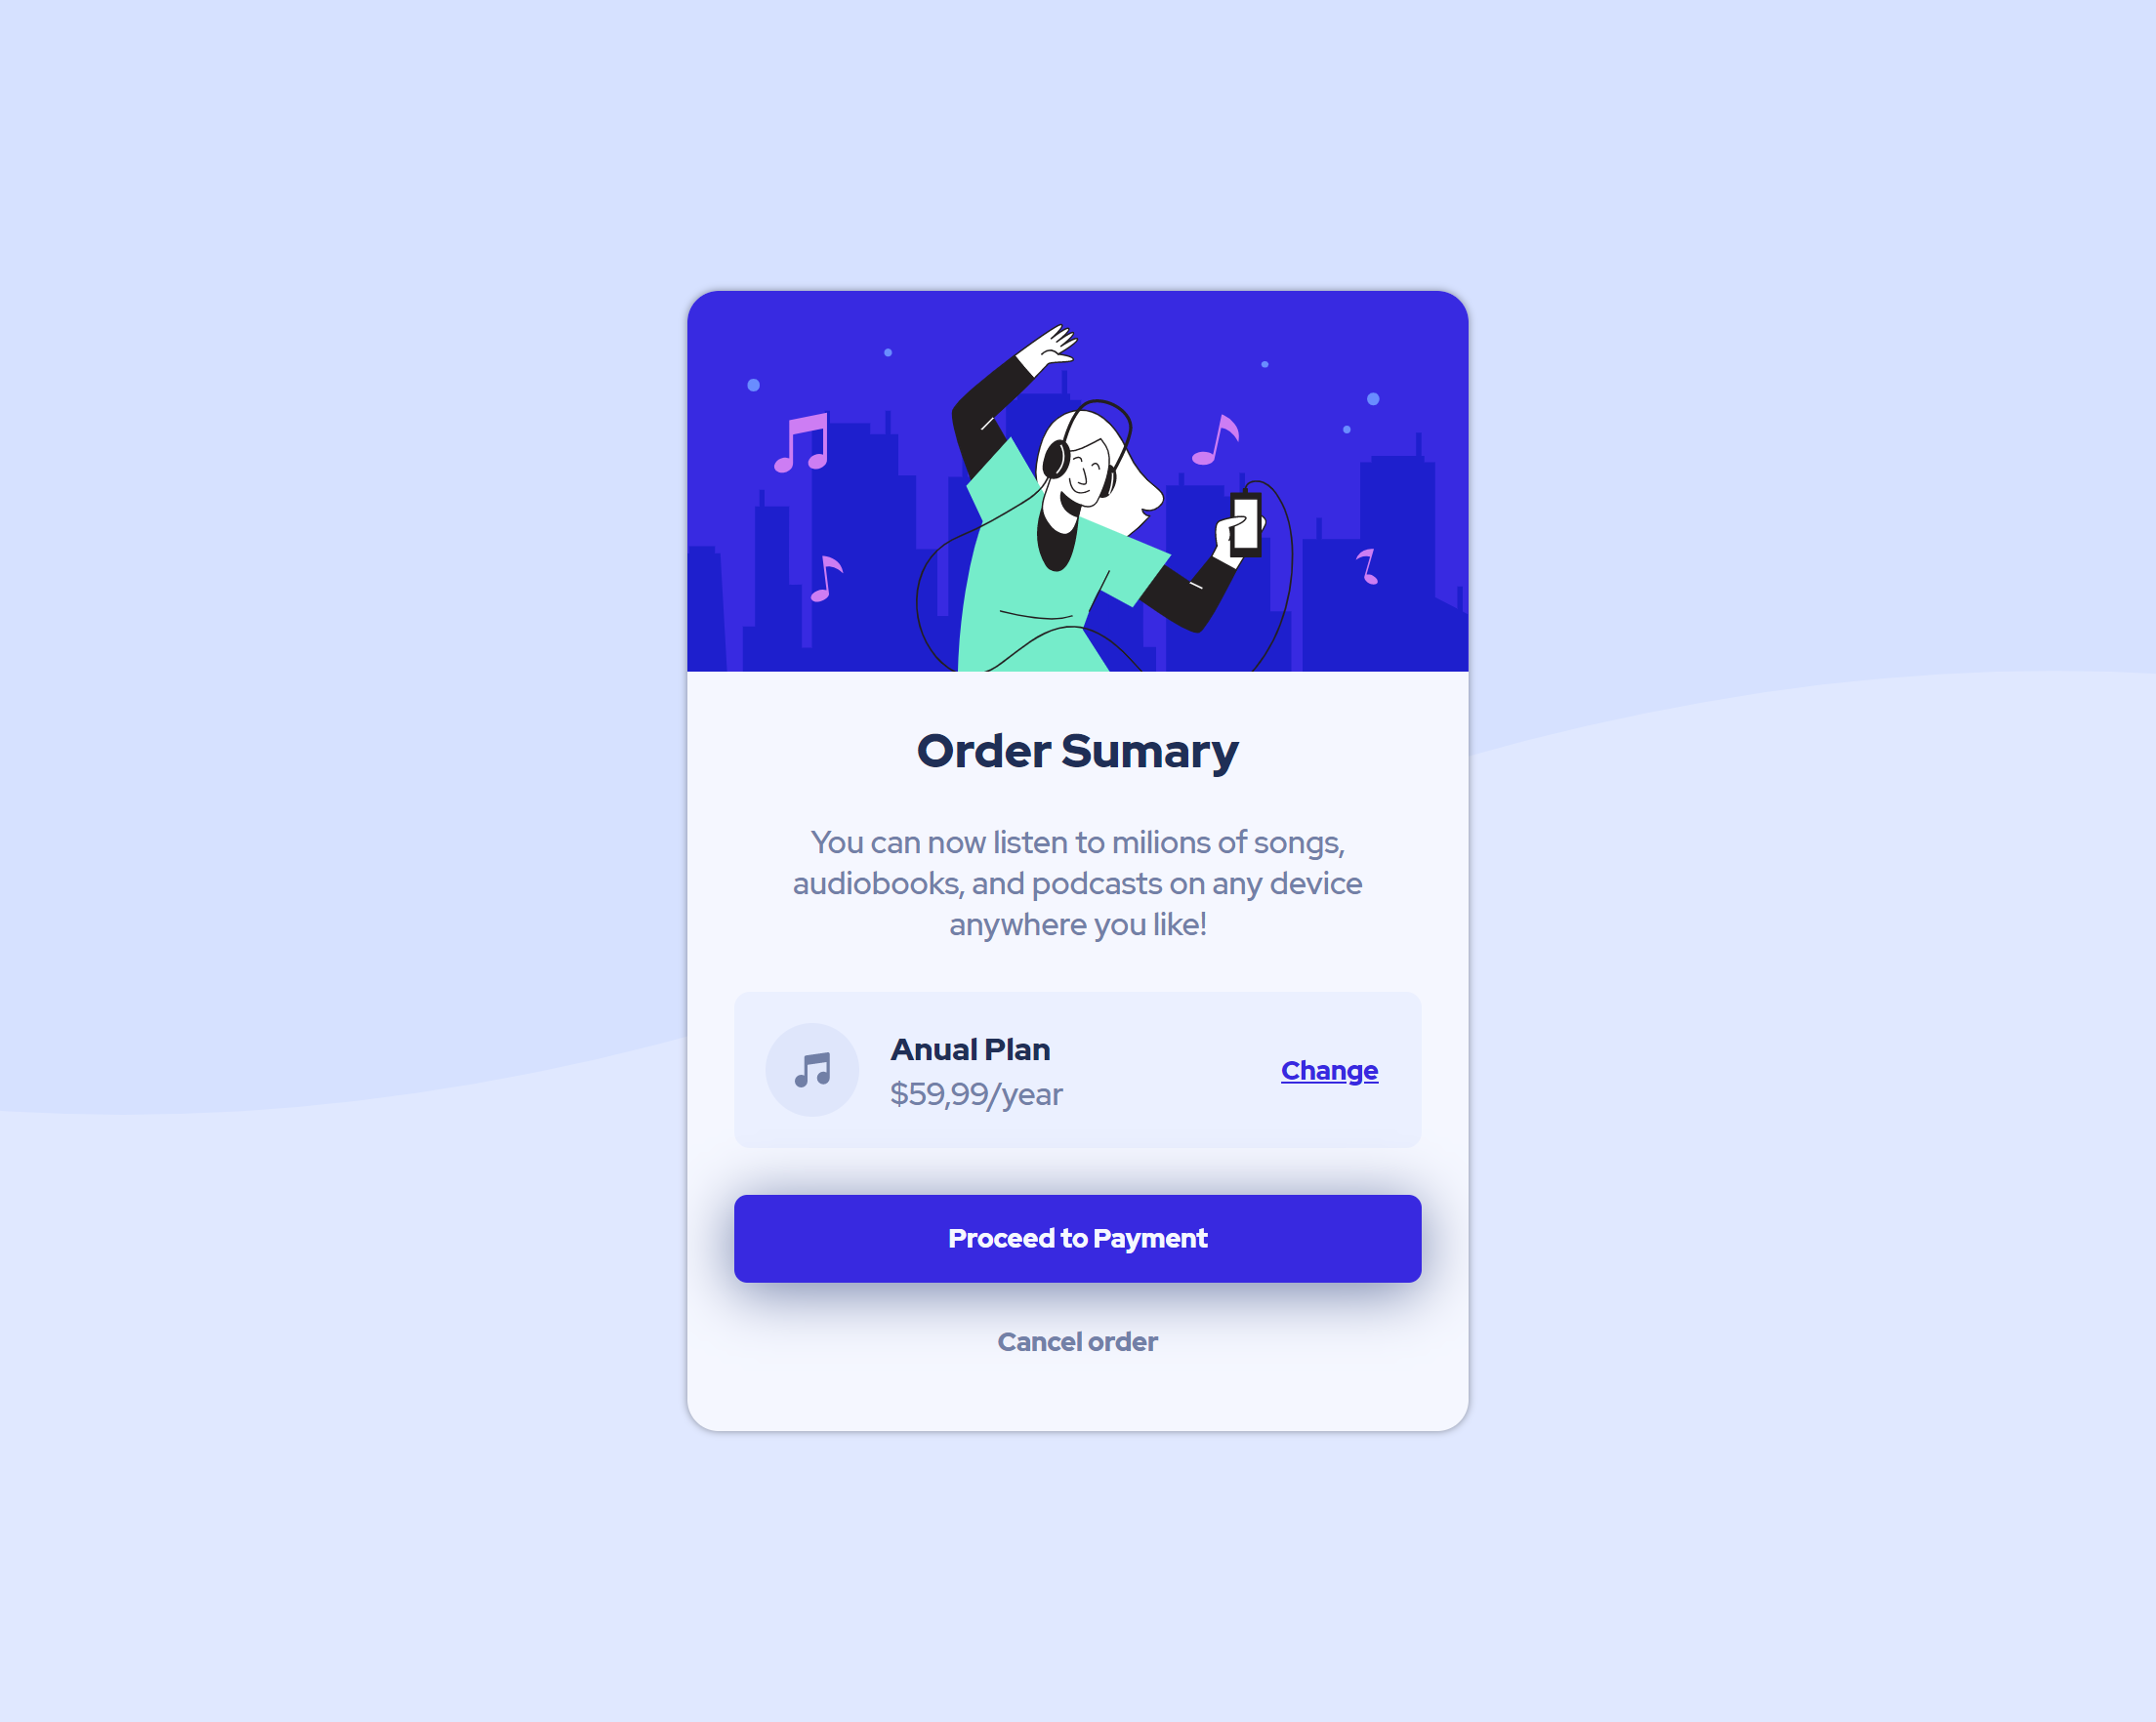 Order Sumary
You can now listen to milions of songs,
audiobooks, and podcasts on any device
anywhere you like!
Anual Plan
$59,99/year
Change
Proceed to Payment
Cancel order